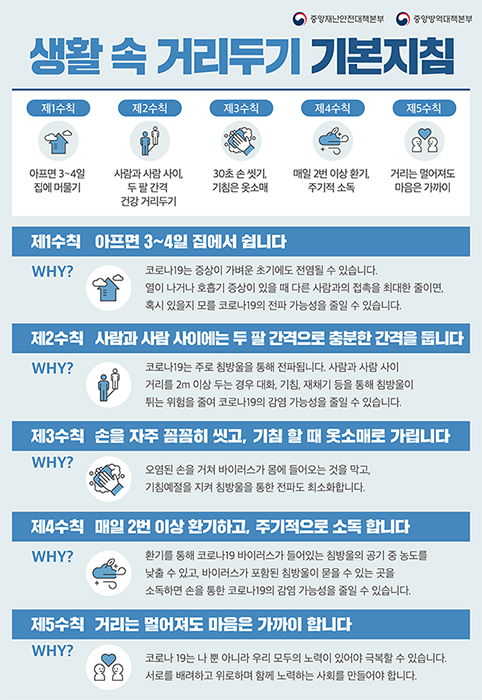 중앙재난안전대책본부 중앙방역대책본부
생활 속 거리두기 기본지침
제1수칙 제2수칙 제3수칙 제4수칙 제5수칙
아프면 3~4일
집에 머물기
사람과 사람 사이,
두 팔 간격
건강 거리두기
30초 손 씻기,
기침은 옷소매
매일 2번 이상 환기,
주기적 소독
거리는 멀어져도
마음은 가까이
제1수칙 아프면 3~4일 집에서 쉽니다
WHY?
코로나19는 증상이 가벼운 초기에도 전염될 수 있습니다.
열이 나거나 호흡기 증상이 있을 때 다른 사람과의 접촉을 최대한 줄이면,
혹시 있을지 모를 코로나19의 전파 가능성을 줄일 수 있습니다.
제2수칙 사람과 사람 사이에는 두 팔 간격으로 충분한 간격을 둡니다
WHY?
코로나19는 주로 침방울을 통해 전파됩니다. 사람과 사람 사이
거리를 2m 이상 두는 경우 대화, 기침, 재채기 등을 통해 침방울이
튀는 위험을 줄여 코로나19의 감염 가능성을 줄일 수 있습니다.
제3수칙 손을 자주 꼼꼼히 씻고, 기침 할 때 옷소매로 가립니다
WHY?
오염된 손을 거쳐 바이러스가 몸에 들어오는 것을 막고,
기침예절을 지켜 침방울을 통한 전파도 최소화합니다.
제4수칙 매일 2번 이상 환기하고, 주기적으로 소독 합니다
WHY?
환기를 통해 코로나19 바이러스가 들어있는 침방울의 공기 중 농도를
낮출 수 있고, 바이러스가 포함된 침방울이 묻을 수 있는 곳을
소독하면 손을 통한 코로나19의 감염 가능성을 줄일 수 있습니다.
제5수칙 거리는 멀어져도 마음은 가까이 합니다
WHY?
코로나 19는 나 뿐 아니라 우리 모두의 노력이 있어야 극복할 수 있습니다.
서로를 배려하고 위로하며 함께 노력하는 사회를 만들어야 합니다.